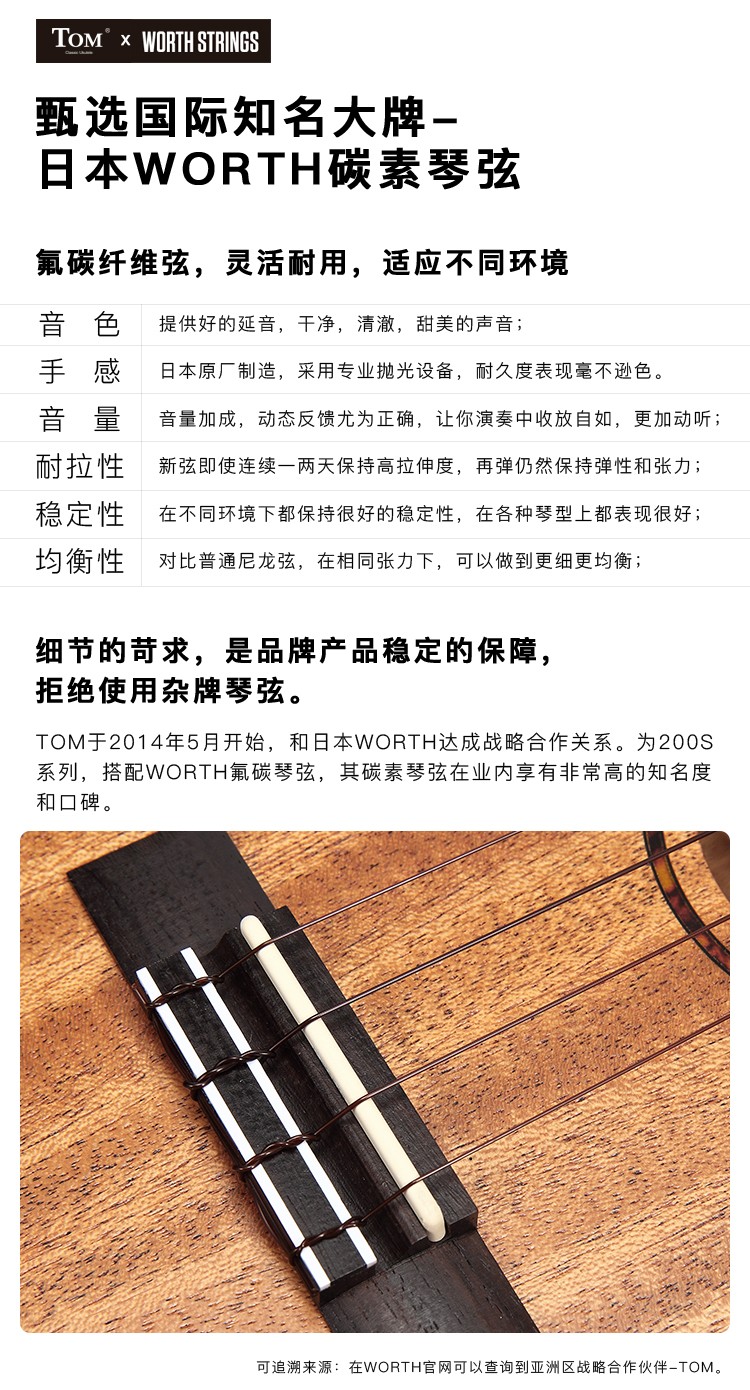 TOM® x WORTH STRINGS
Classic Ukulele
甄选国际知名大牌-
日本WORTH碳素琴弦
氟碳纤维弦，灵活耐用，适应不同环境
音色 提供好的延音，干净，清澈，甜美的声音；
手感 日本原厂制造，采用专业抛光设备，耐久度表现毫不逊色。
音量 音量加成，动态反馈尤为正确，让你演奏中收放自如，更加动听；
耐拉性 新弦即使连续一两天保持高拉伸度，再弹仍然保持弹性和张力；
稳定性 在不同环境下都保持很好的稳定性，在各种琴型上都表现很好；
均衡性 对比普通尼龙弦，在相同张力下，可以做到更细更均衡；
细节的苛求，是品牌产品稳定的保障，
拒绝使用杂牌琴弦。
TOM于2014年5月开始，和日本WORTH达成战略合作关系。为200S
系列，搭配WORTH氟碳琴弦，其碳素琴弦在业内享有非常高的知名度
和口碑。
可追溯来源：在WORTH官网可以查询到亚洲区战略合作伙伴-TOM。